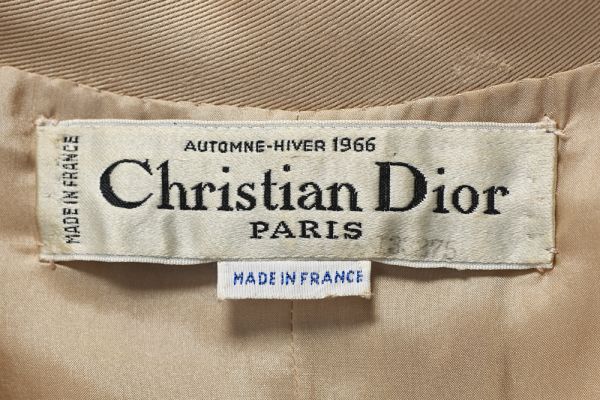 MADE IN FRANCE
AUTOMNE-HIVER 1966
Christian Dior
PARIS
MADE IN FRANCE